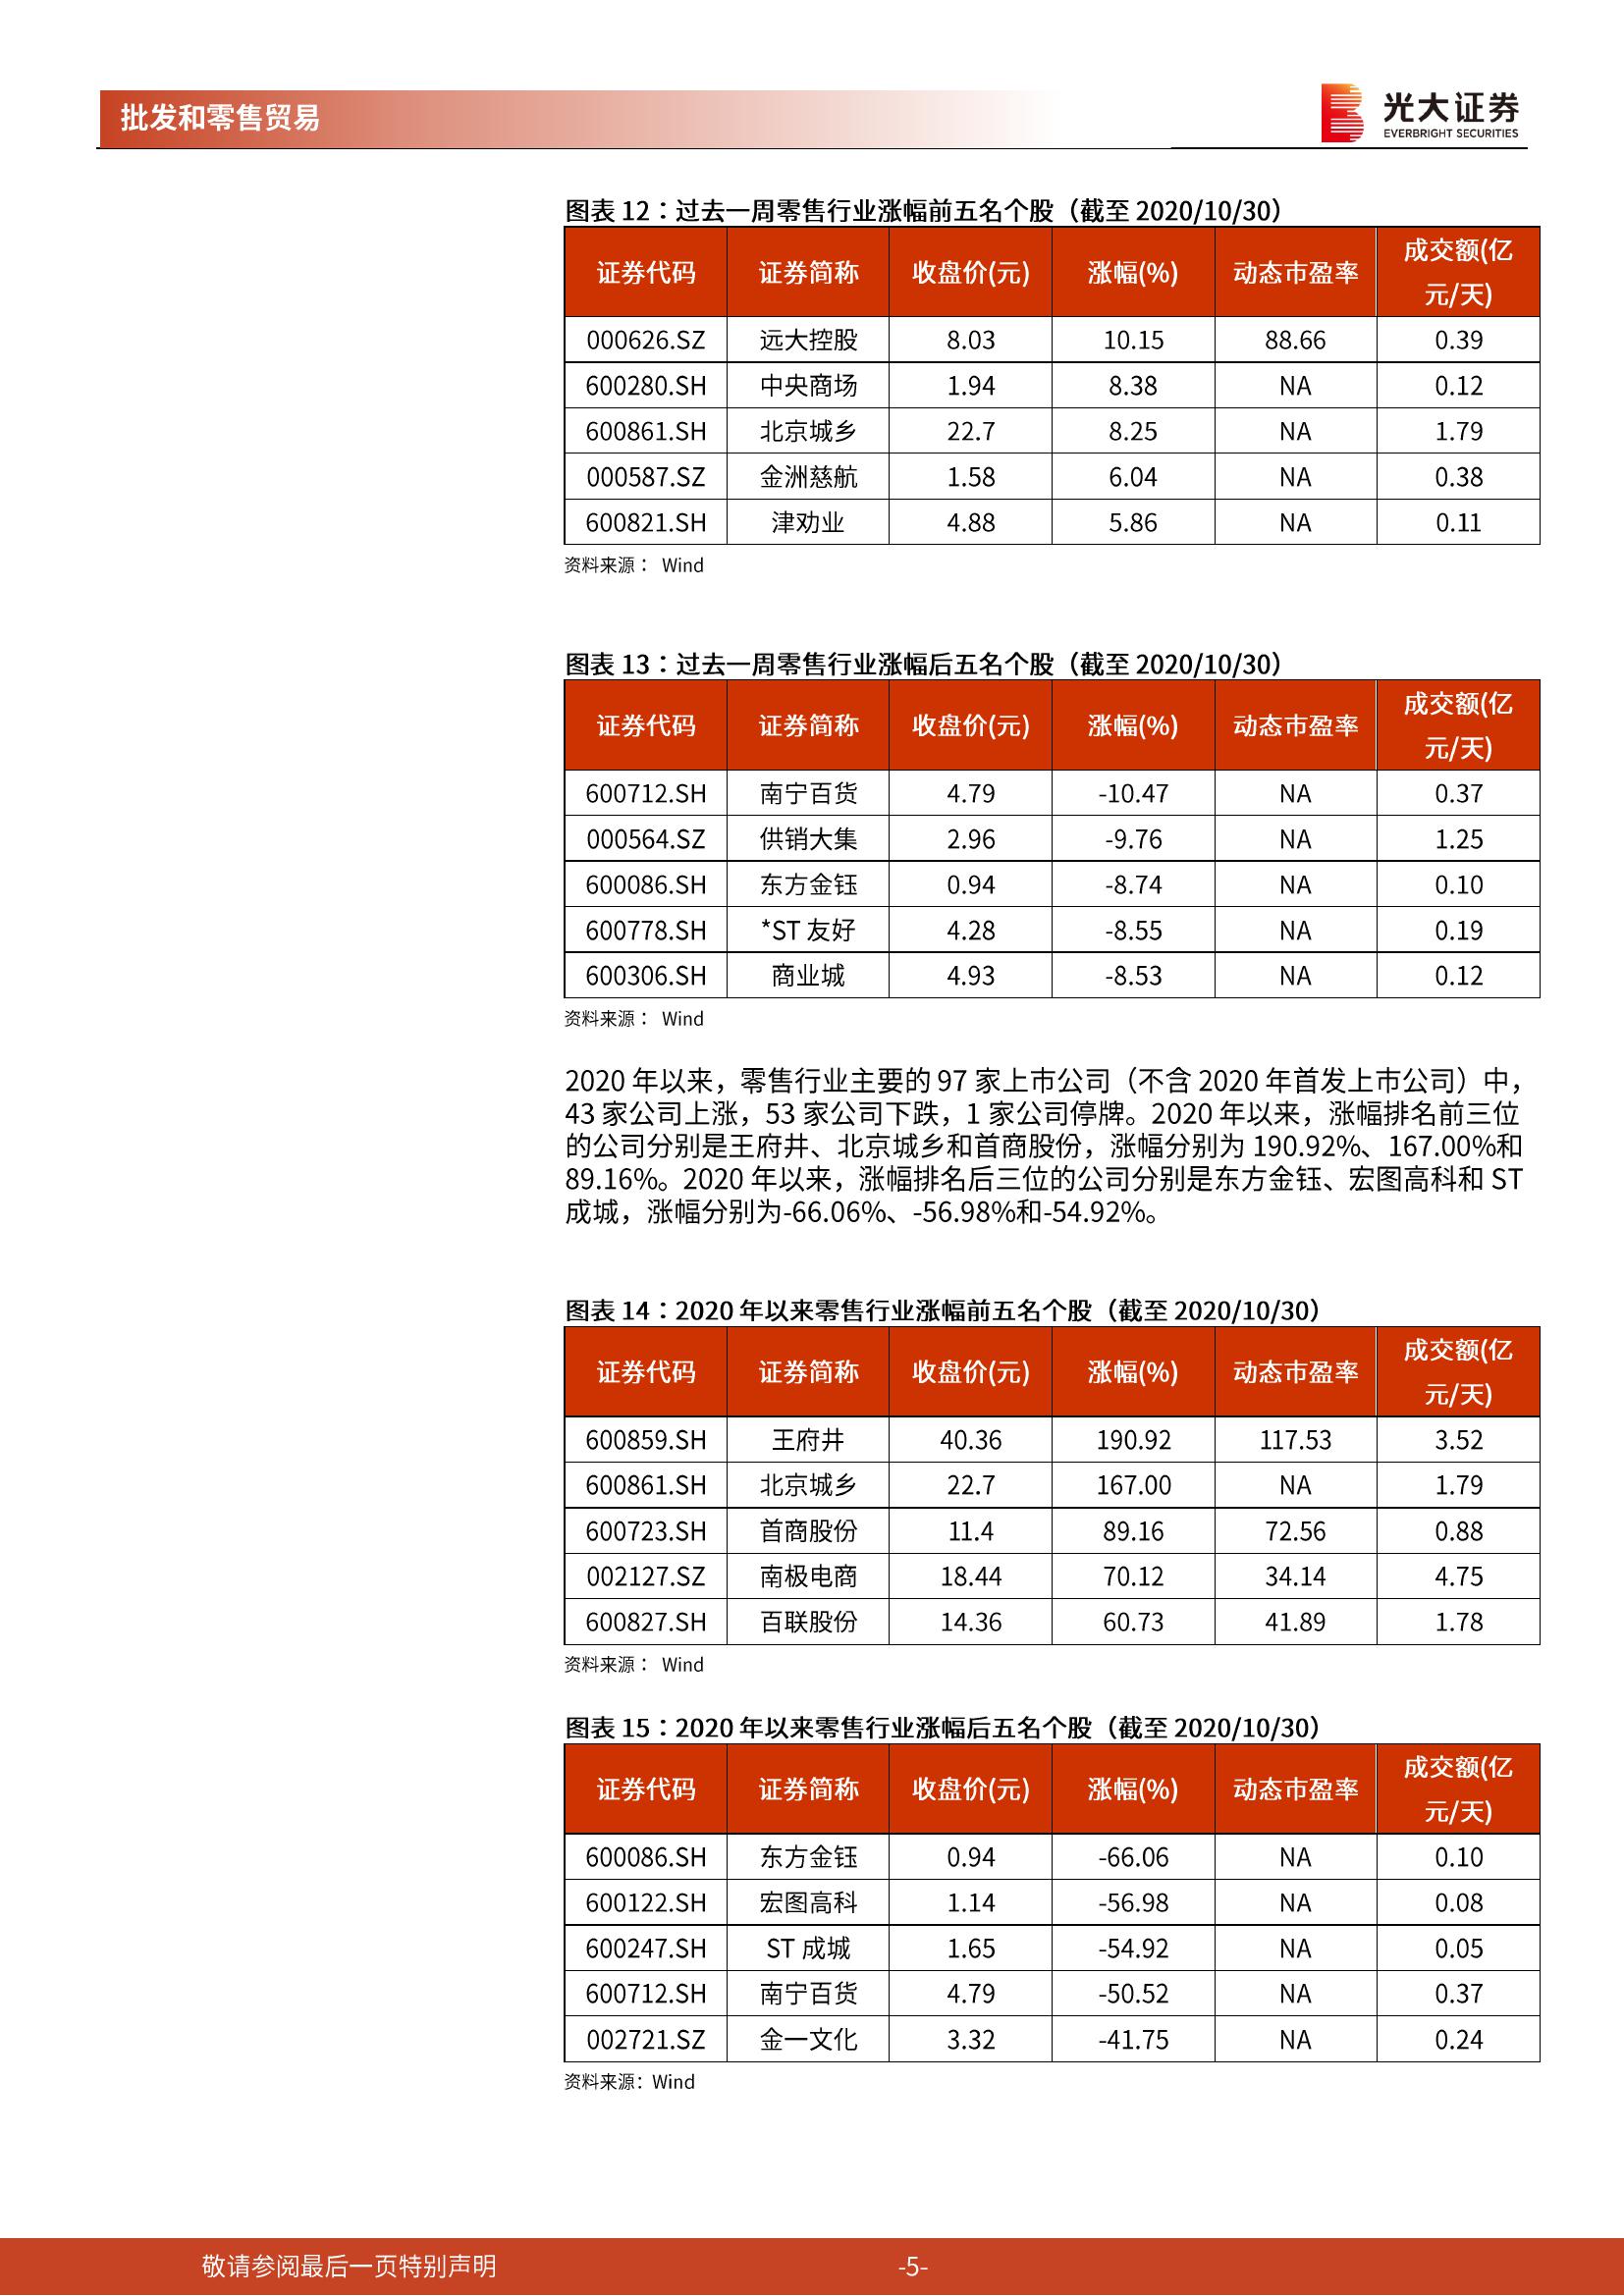 批发和零售贸易
光大证券
EVERBRIGHT SECURITIES
图表 12：过去一周零售行业涨幅前五名个股（截至 2020/10/30）
证券代码 证券简称 收盘价(元) 涨幅(%) 动态市盈率 成交额(亿
元/天)
000626.SZ 远大控股 8.03 10.15 88.66 0.39
600280.SH 中央商场 1.94 8.38 NA 0.12
600861.SH 北京城乡 22.7 8.25 NA 1.79
000587.SZ 金洲慈航 1.58 6.04 NA 0.38
600821.SH 津劝业 4.88 5.86 NA 0.11
资料来源： Wind
图表 13：过去一周零售行业涨幅后五名个股（截至 2020/10/30）
证券代码 证券简称 收盘价(元) 涨幅(%) 动态市盈率 成交额(亿
元/天)
600712.SH 南宁百货 4.79 -10.47 NA 0.37
000564.SZ 供销大集 2.96 -9.76 NA 1.25
600086.SH 东方金钰 0.94 -8.74 NA 0.10
600778.SH *ST 友好 4.28 -8.55 NA 0.19
600306.SH 商业城 4.93 -8.53 NA 0.12
资料来源： Wind
2020 年以来，零售行业主要的 97 家上市公司（不含 2020 年首发上市公司）中，
43 家公司上涨，53 家公司下跌，1 家公司停牌。2020 年以来，涨幅排名前三位
的公司分别是王府井、北京城乡和首商股份，涨幅分别为 190.92%、167.00%和
89.16%。2020 年以来，涨幅排名后三位的公司分别是东方金钰、宏图高科和 ST
成城，涨幅分别为-66.06%、-56.98%和-54.92%。
图表 14：2020 年以来零售行业涨幅前五名个股（截至 2020/10/30）
证券代码 证券简称 收盘价(元) 涨幅(%) 动态市盈率 成交额(亿
元/天)
600859.SH 王府井 40.36 190.92 117.53 3.52
600861.SH 北京城乡 22.7 167.00 NA 1.79
600723.SH 首商股份 11.4 89.16 72.56 0.88
002127.SZ 南极电商 18.44 70.12 34.14 4.75
600827.SH 百联股份 14.36 60.73 41.89 1.78
资料来源： Wind
图表 15：2020 年以来零售行业涨幅后五名个股（截至 2020/10/30）
证券代码 证券简称 收盘价(元) 涨幅(%) 动态市盈率 成交额(亿
元/天)
600086.SH 东方金钰 0.94 -66.06 NA 0.10
600122.SH 宏图高科 1.14 -56.98 NA 0.08
600247.SH ST 成城 1.65 -54.92 NA 0.05
600712.SH 南宁百货 4.79 -50.52 NA 0.37
002721.SZ 金一文化 3.32 -41.75 NA 0.24
资料来源：Wind
敬请参阅最后一页特别声明 -5-